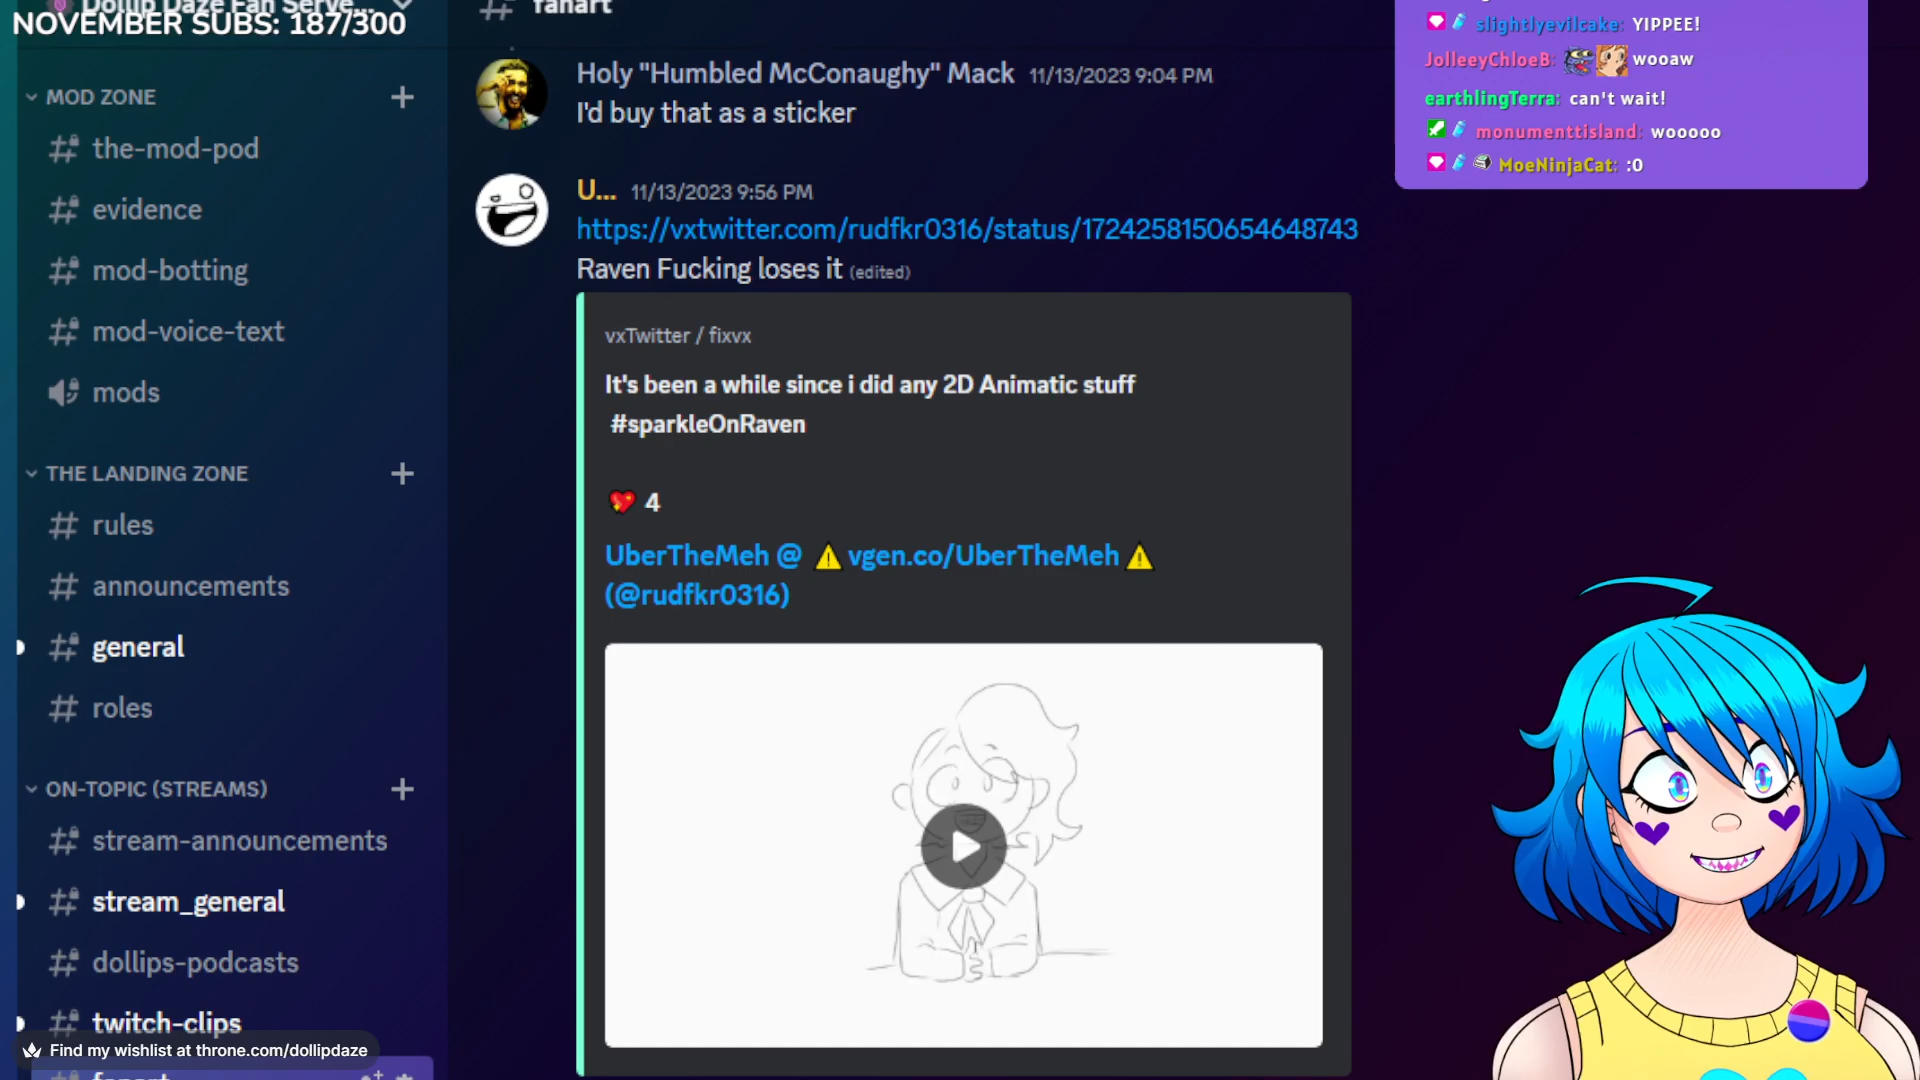 Dollip Daze Fan Serve...
NOVEMBER SUBS: 187/300
MOD ZONE
the-mod-pod
evidence
mod-botting
mod-voice-text
mods
THE LANDING ZONE
rules
announcements
general
roles
ON-TOPIC (STREAMS)
stream-announcements
stream_general
dollips-podcasts
twitch-clips
Find my wishlist at throne.com/dollipdaze
fanart
fanart
Holy "Humbled McConaughy" Mack 11/13/2023 9:04 PM
I'd buy that as a sticker
U... 11/13/2023 9:56 PM
https://vxtwitter.com/rudfkr0316/status/1724258150654648743
Raven Fucking loses it (edited)
vxTwitter / fixvx
It's been a while since i did any 2D Animatic stuff
#sparkleOnRaven
💖 4
UberTheMeh @ ⚠️vgen.co/UberTheMeh⚠️
(@rudfkr0316)
slightlyevilcake: YIPPEE!
JolleeyChloeB: wooaw
earthlingTerra: can't wait!
monumenttisland: wooooo
MoeNinjaCat: :O